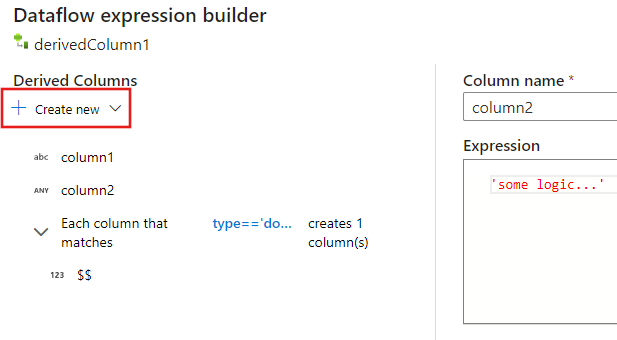 Dataflow expression builder
derivedColumn1
Derived Columns
Create new
abc column1
ANY column2
Each column that matches
type=='do...
creates 1 column(s)
123 $$
Column name *
column2
Expression
'some logic...'